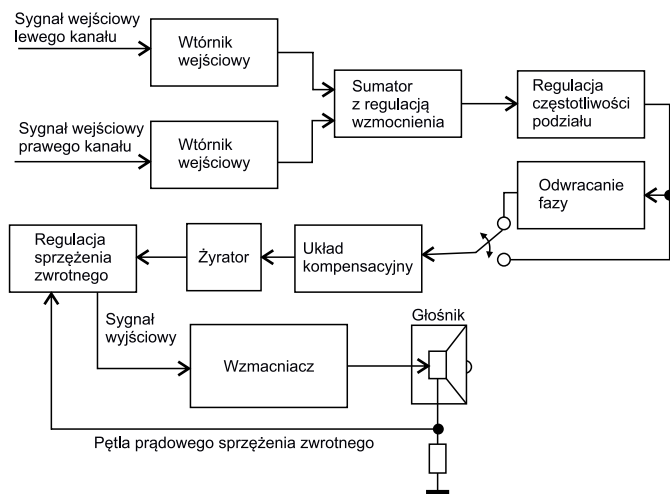 Sygnał wejściowy
lewego kanału
Wtórnik
wejściowy
Sumator
z regulacją
wzmocnienia
Regulacja
częstotliwości
podziału
Sygnał wejściowy
prawego kanału
Wtórnik
wejściowy
Odwracanie
fazy
Regulacja
sprzężenia
zwrotnego
Żyrator
Układ
kompensacyjny
Sygnał
wyjściowy
Wzmacniacz
Głośnik
Pętla prądowego sprzężenia zwrotnego